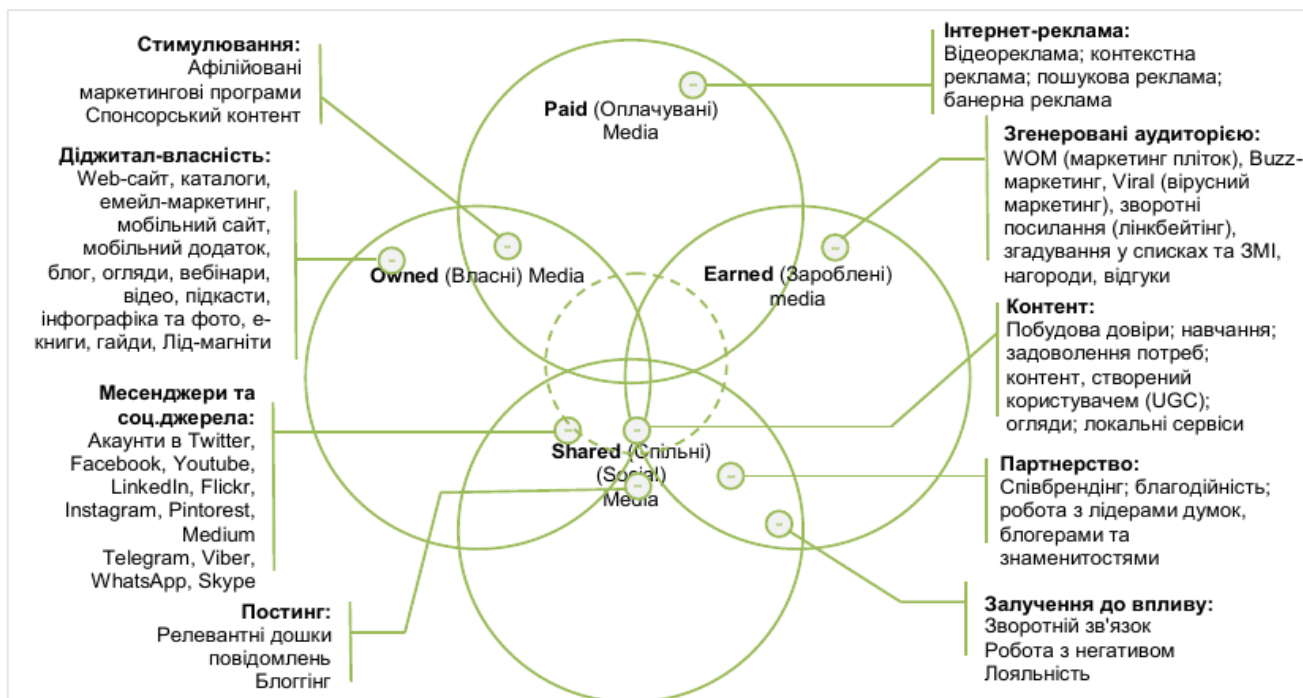 Стимулювання:
Афілійовані
маркетингові програми
Спонсорський контент
Діджитал-власність:
Web-сайт, каталоги,
емейл-маркетинг,
мобільний сайт,
мобільний додаток,
блог, огляди, вебінари,
відео, підкасти,
інфографіка та фото, е-
книги, гайди, Лід-магніти
Месенджери та
соц.джерела:
Акаунти в Twitter,
Facebook, Youtube,
LinkedIn, Flickr,
Instagram, Pintorest,
Medium
Telegram, Viber,
WhatsApp, Skype
Постинг:
Релевантні дошки
повідомлень
Блоггінг
Paid (Оплачувані)
Media
Owned (Власні) Media
Earned (Зароблені)
media
Shared (Спільні)
(Social)
Media
Інтернет-реклама:
Відеореклама; контекстна
реклама; пошукова реклама;
банерна реклама
Згенеровані аудиторією:
WOM (маркетинг пліток), Buzz-
маркетинг, Viral (вірусний
маркетинг), зворотні
посилання (лінкбейтінг),
згадування у списках та ЗМІ,
нагороди, відгуки
Контент:
Побудова довіри; навчання;
задоволення потреб;
контент, створений
користувачем (UGC);
огляди; локальні сервіси
Партнерство:
Співбрендінг; благодійність;
робота з лідерами думок,
блогерами та
знаменитостями
Залучення до впливу:
Зворотній зв'язок
Робота з негативом
Лояльність